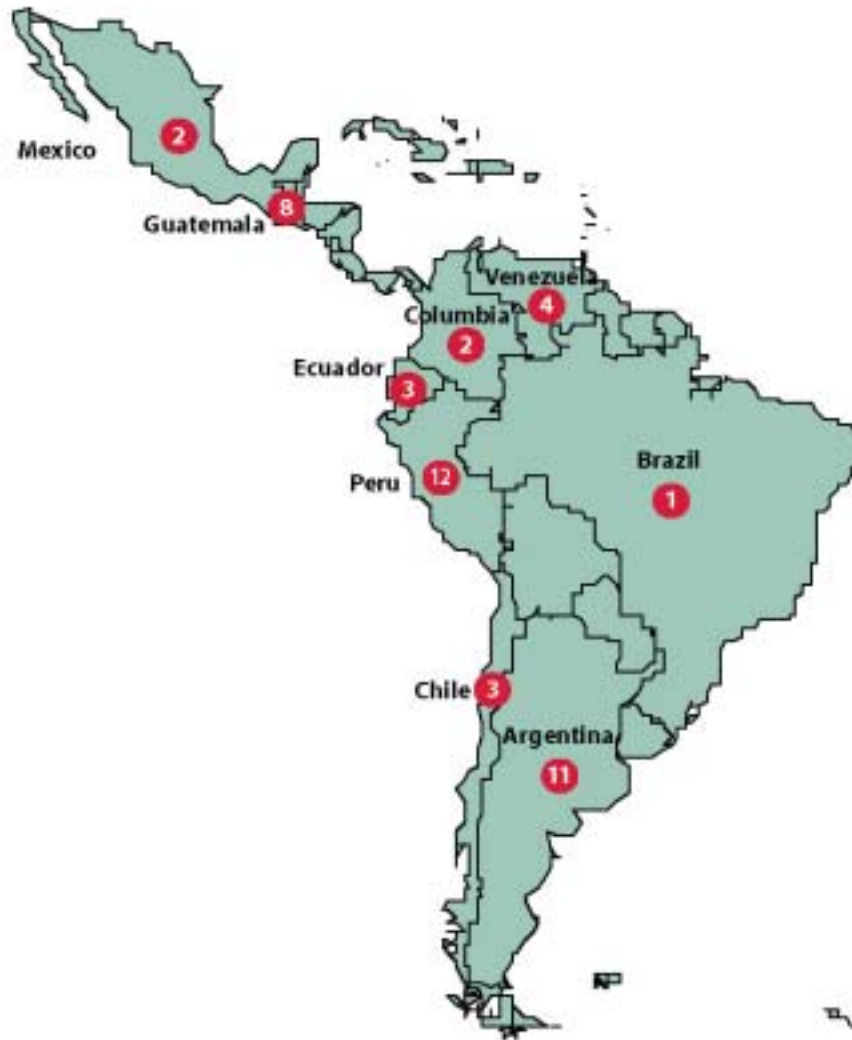 2
Mexico
8
Guatemala
Venezuela
4
Columbia
2
Ecuador
3
Brazil
12
Peru
1
Chile
3
Argentina
11